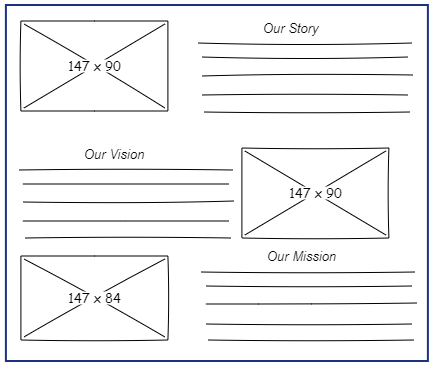 147 x 90
Our Story
Our Vision
147 x 90
147 x 84
Our Mission